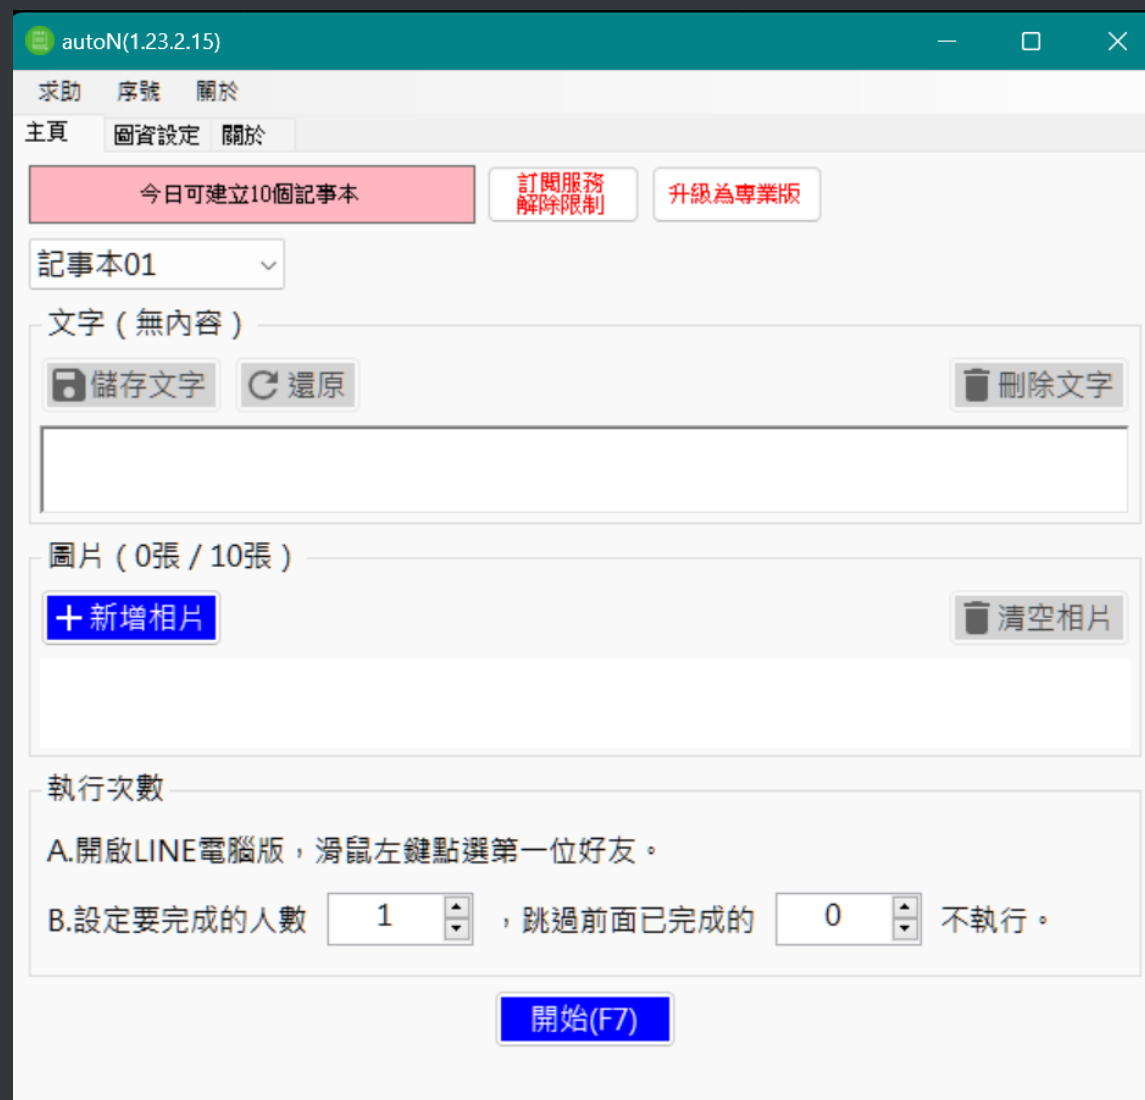 autoN(1.23.2.15)
求助 序號 關於
主頁 圖資設定 關於
今日可建立10個記事本
訂閱服務
解除限制
升級為專業版
記事本01
文字(無內容)
儲存文字 還原 刪除文字
圖片(0張 / 10張)
新增相片 清空相片
執行次數
A.開啟LINE電腦版，滑鼠左鍵點選第一位好友。
B.設定要完成的人數 1 ，跳過前面已完成的 0 不執行。
開始(F7)